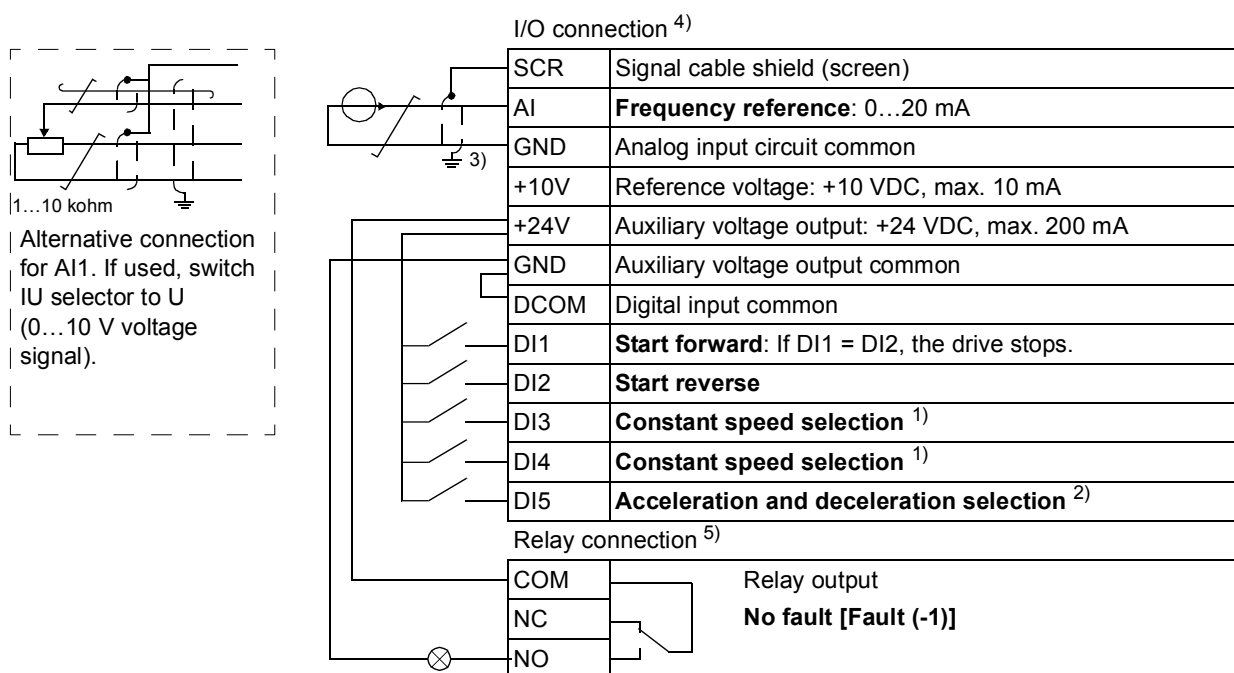 I/O connection 4)
SCR Signal cable shield (screen)
AI Frequency reference: 0…20 mA
GND Analog input circuit common
3)
+10V Reference voltage: +10 VDC, max. 10 mA
+24V Auxiliary voltage output: +24 VDC, max. 200 mA
GND Auxiliary voltage output common
DCOM Digital input common
DI1 Start forward: If DI1 = DI2, the drive stops.
DI2 Start reverse
DI3 Constant speed selection 1)
DI4 Constant speed selection 1)
DI5 Acceleration and deceleration selection 2)
1…10 kohm
Alternative connection
for AI1. If used, switch
IU selector to U
(0…10 V voltage
signal).
Relay connection 5)
COM Relay output
NC No fault [Fault (-1)]
NO